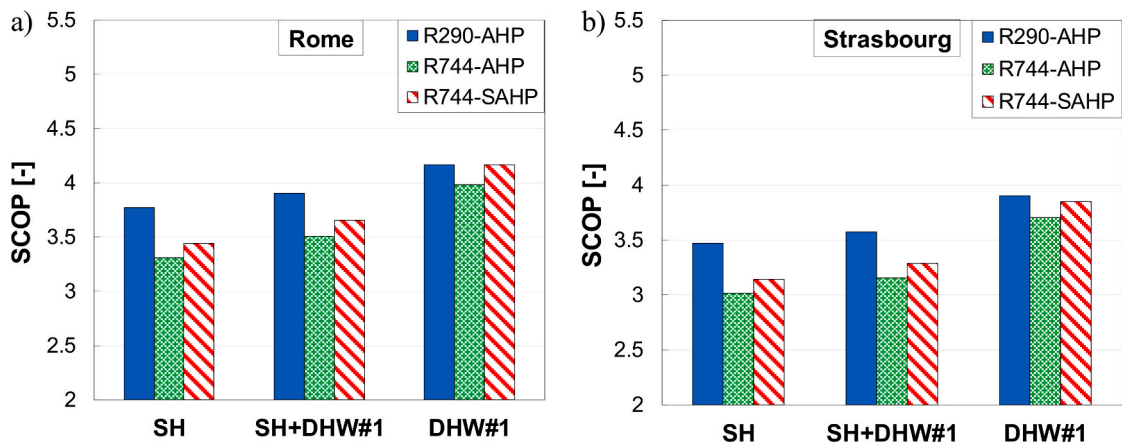 a)
Rome
R290-AHP
R744-AHP
R744-SAHP
SCOP [-]
5.5
5
4.5
4
3.5
3
2.5
2
SH
SH+DHW#1
DHW#1
b)
Strasbourg
R290-AHP
R744-AHP
R744-SAHP
SCOP [-]
5.5
5
4.5
4
3.5
3
2.5
2
SH
SH+DHW#1
DHW#1